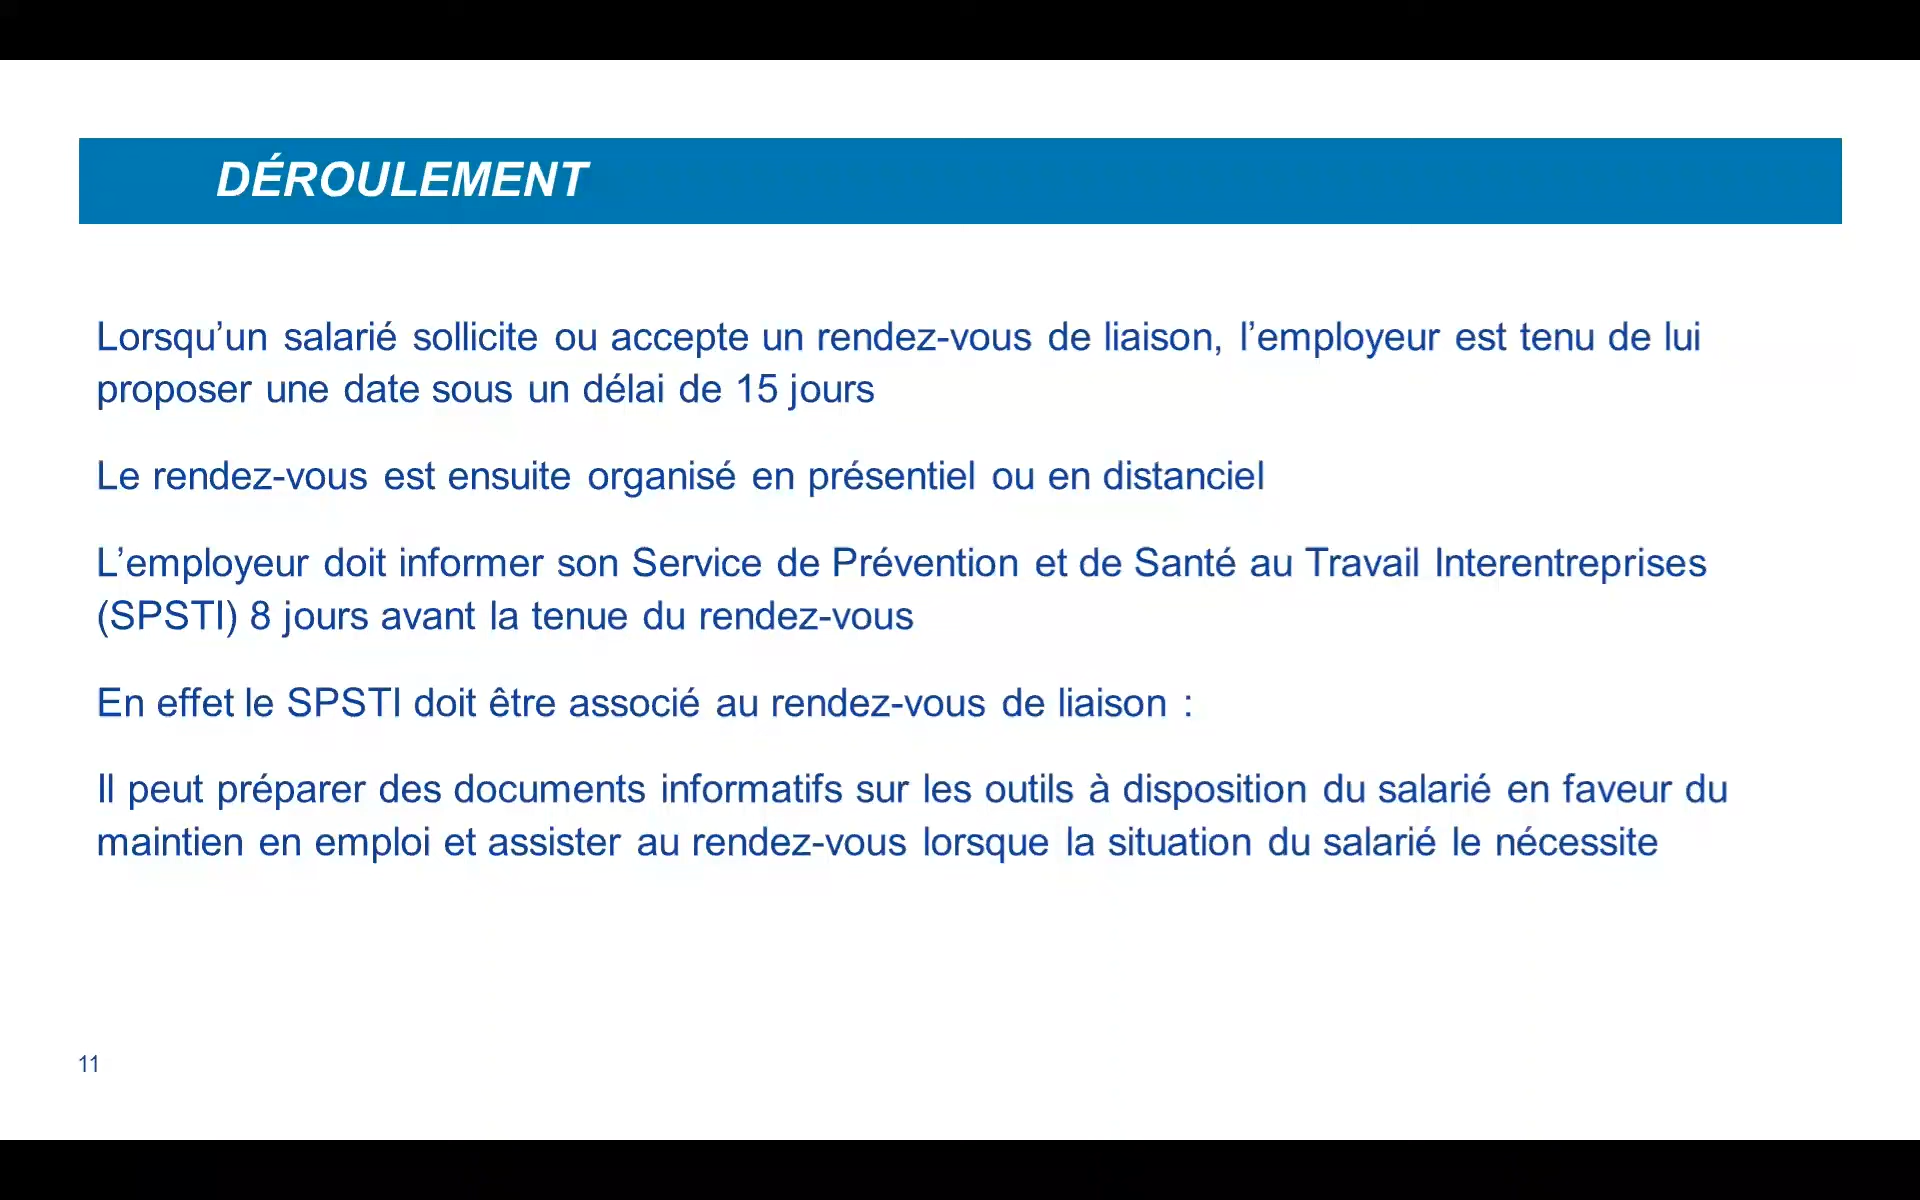 DÉROULEMENT
Lorsqu’un salarié sollicite ou accepte un rendez-vous de liaison, l’employeur est tenu de lui
proposer une date sous un délai de 15 jours
Le rendez-vous est ensuite organisé en présentiel ou en distanciel
L’employeur doit informer son Service de Prévention et de Santé au Travail Interentreprises
(SPSTI) 8 jours avant la tenue du rendez-vous
En effet le SPSTI doit être associé au rendez-vous de liaison :
Il peut préparer des documents informatifs sur les outils à disposition du salarié en faveur du
maintien en emploi et assister au rendez-vous lorsque la situation du salarié le nécessite
11